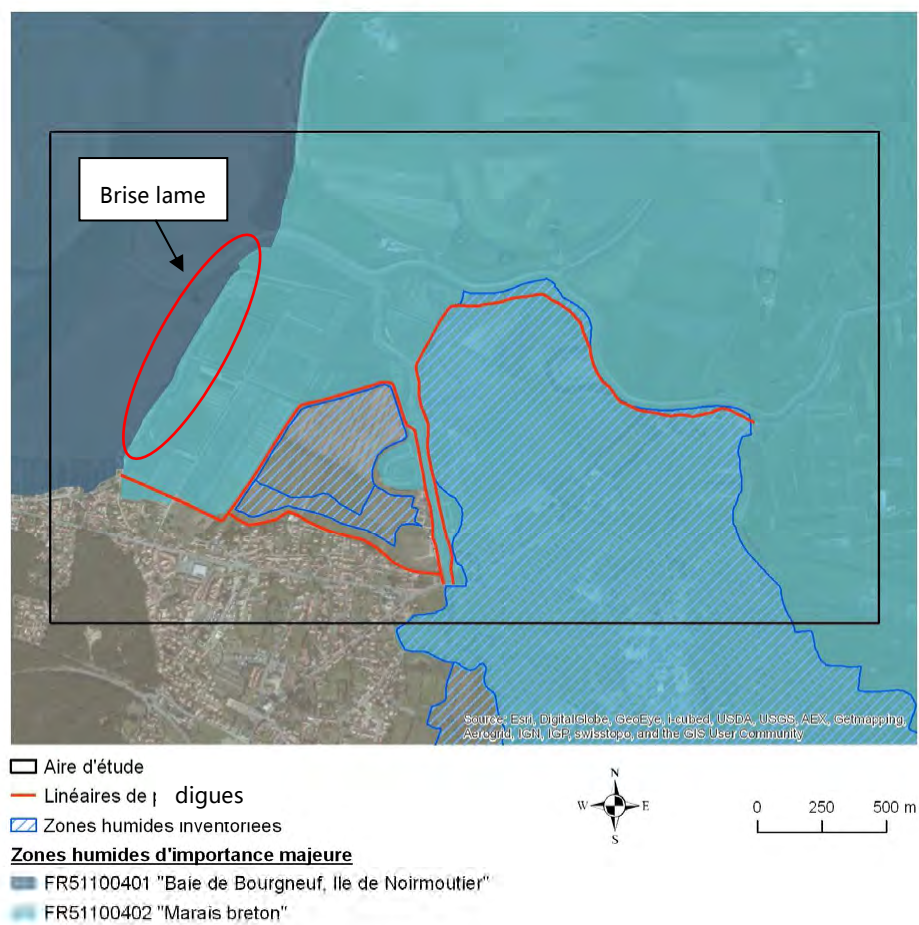 Brise lame
Source: Esri, DigitalGlobe, GeoEye, i-cubed, USDA, USGS, AEX, Getmapping,
Aerogrid, IGN, IGP, swisstopo, and the GIS User Community
Aire d'étude
Linéaires de digues
Zones humides inventoriées
Zones humides d'importance majeure
FR51100401 "Baie de Bourgneuf, Ile de Noirmoutier"
FR51100402 "Marais breton"
N
W E
S
0 250 500 m